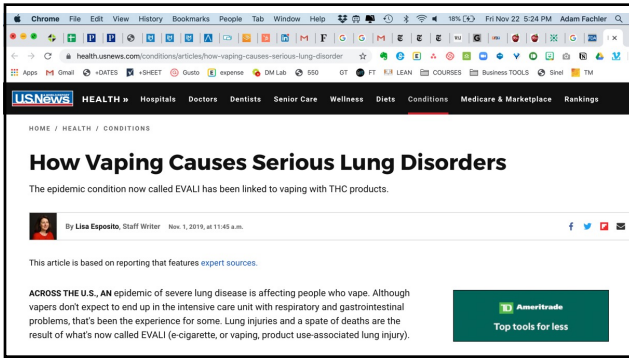 Chrome File Edit View History Bookmarks People Tab Window Help 18% Fri Nov 22 5:24 PM Adam Fachler
health.usnews.com/conditions/articles/how-vaping-causes-serious-lung-disorder
Apps M Gmail +DATES +SHEET Gusto expense DM Lab 550 GT FT LEAN COURSES Business TOOLS Sinel TM
U.S.News HEALTH » Hospitals Doctors Dentists Senior Care Wellness Diets Conditions Medicare & Marketplace Rankings
HOME / HEALTH / CONDITIONS
How Vaping Causes Serious Lung Disorders
The epidemic condition now called EVALI has been linked to vaping with THC products.
By Lisa Esposito, Staff Writer Nov. 1, 2019, at 11:45 a.m.
This article is based on reporting that features expert sources.
ACROSS THE U.S., AN epidemic of severe lung disease is affecting people who vape. Although
vapers don't expect to end up in the intensive care unit with respiratory and gastrointestinal
problems, that's been the experience for some. Lung injuries and a spate of deaths are the
result of what's now called EVALI (e-cigarette, or vaping, product use-associated lung injury).
TD Ameritrade
Top tools for less